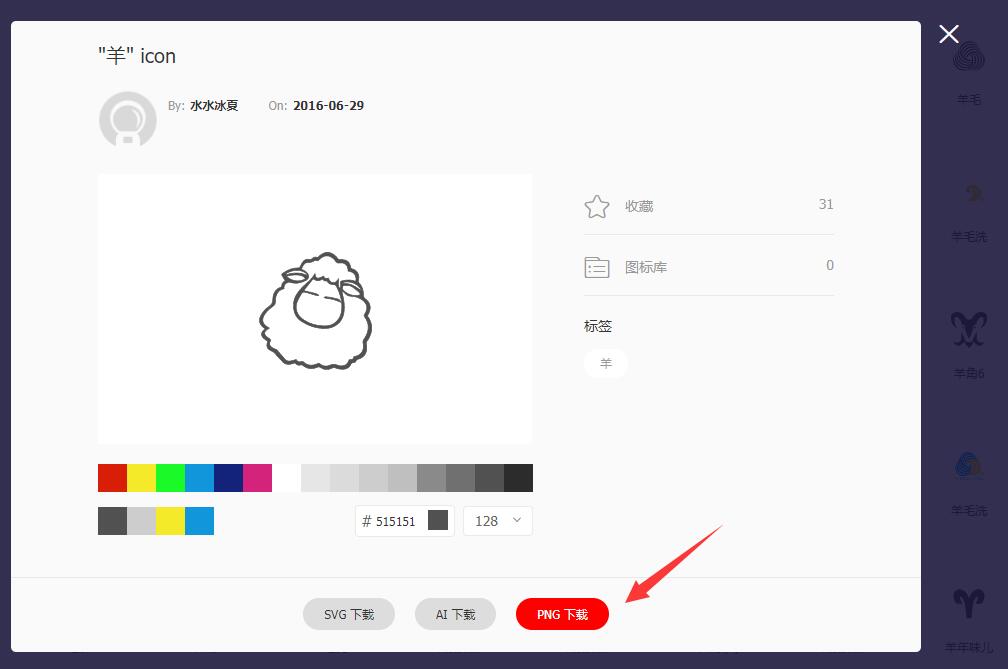 "羊" icon
By: 水水冰夏 On: 2016-06-29
收藏 31
图标库 0
标签
羊
# 515151 128
SVG 下载 AI 下载 PNG 下载
羊毛
羊毛洗
羊角6
羊毛洗
羊年味儿